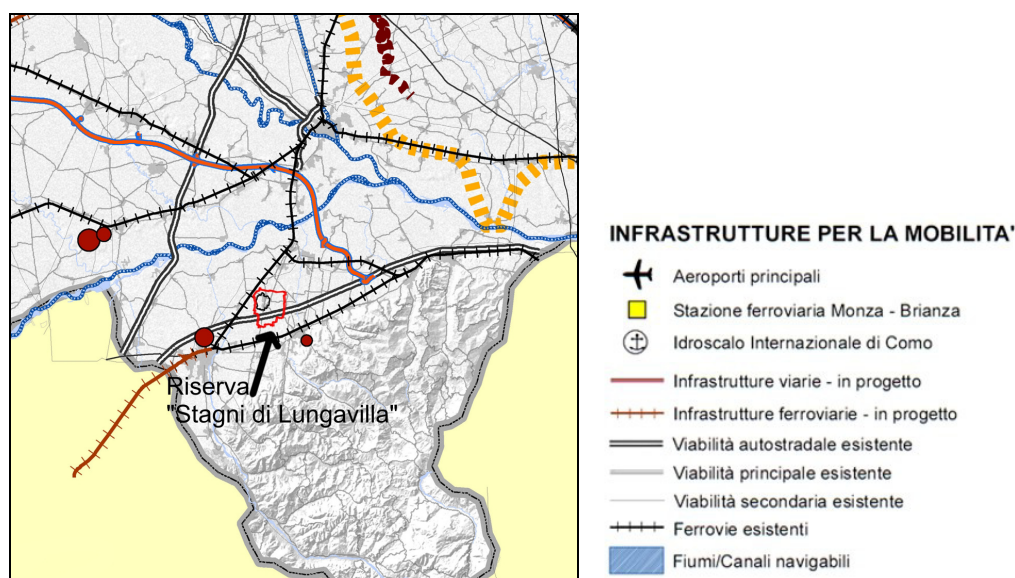 Riserva
"Stagni di Lungavilla"
INFRASTRUTTURE PER LA MOBILITA'
Aeroporti principali
Stazione ferroviaria Monza - Brianza
Idroscalo Internazionale di Como
Infrastrutture viarie - in progetto
Infrastrutture ferroviarie - in progetto
Viabilità autostradale esistente
Viabilità principale esistente
Viabilità secondaria esistente
Ferrovie esistenti
Fiumi/Canali navigabili